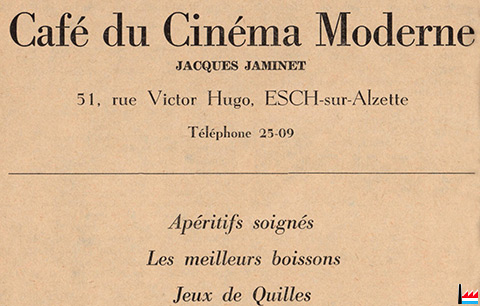 Café du Cinéma Moderne
JACQUES JAMINET
51, rue Victor Hugo, ESCH-sur-Alzette
Téléphone 25-09
Apéritifs soignés
Les meilleurs boissons
Jeux de Quilles